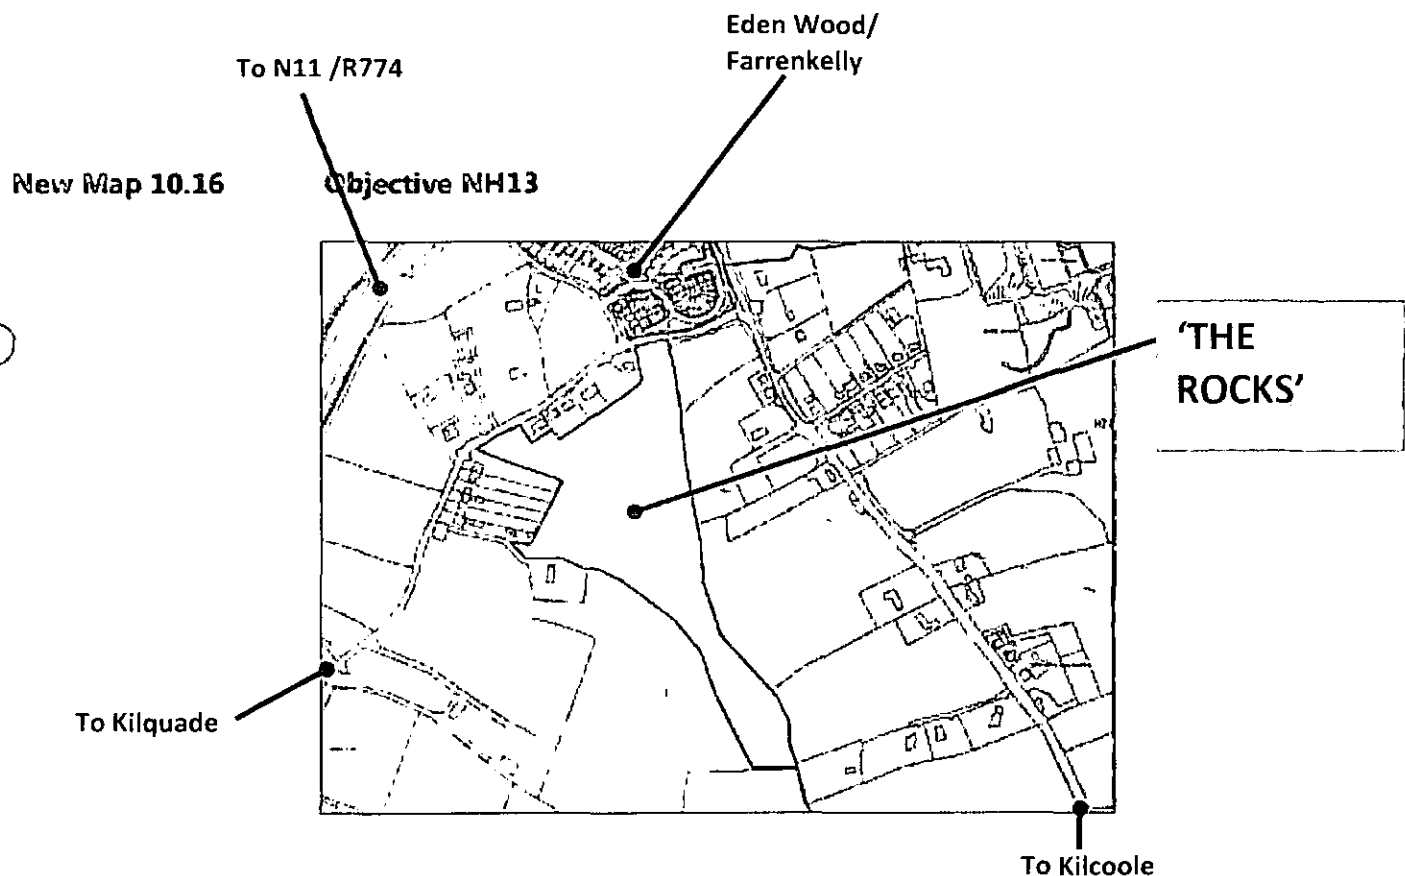 Eden Wood/
Farrenkelly
To N11 /R774
New Map 10.16 Objective NH13
'THE
ROCKS'
To Kilquade
To Kilcoole